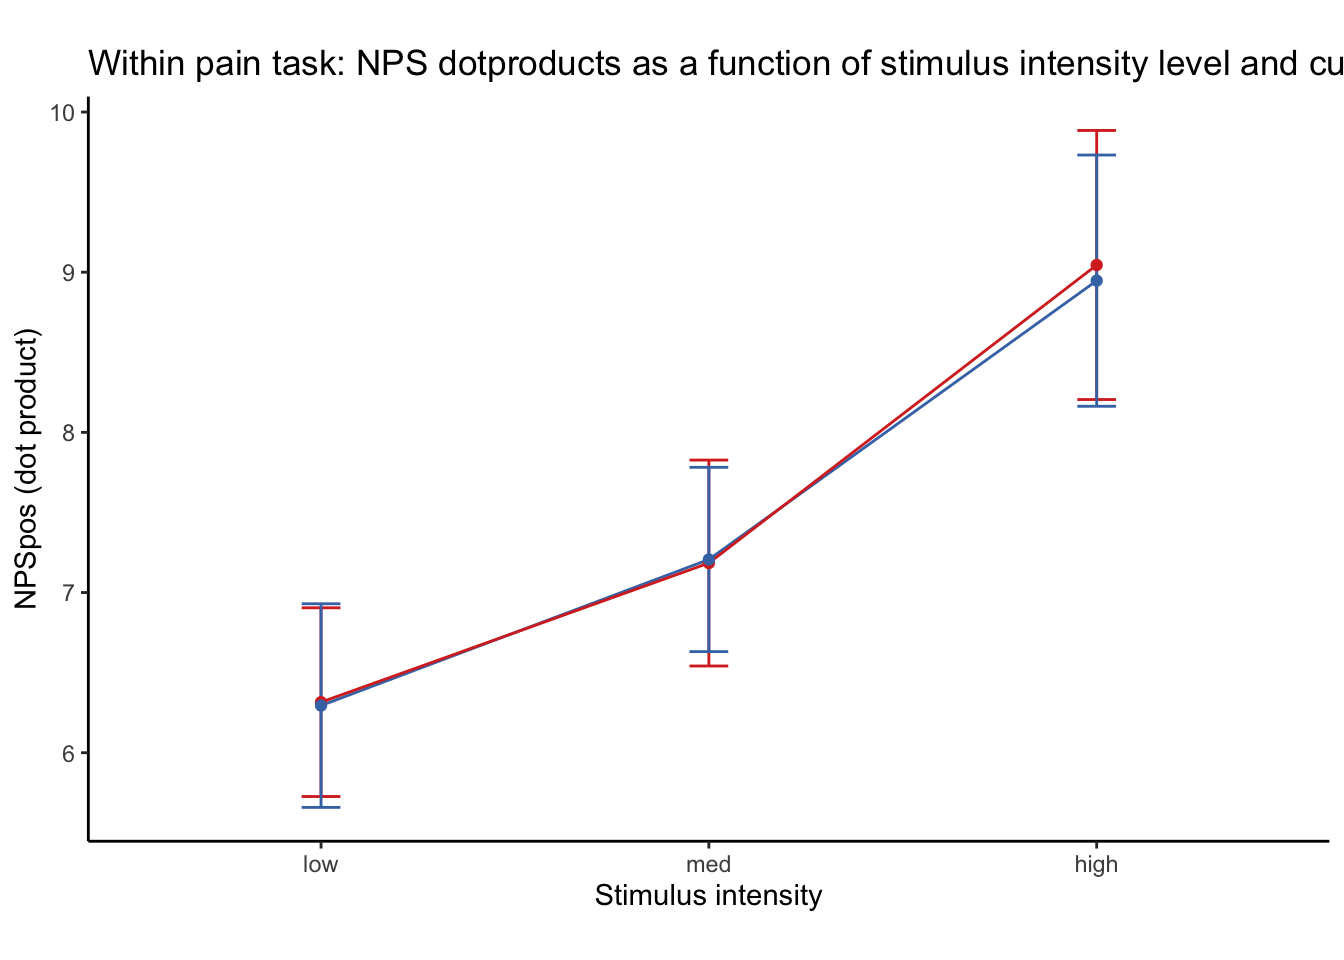 Within pain task: NPS dotproducts as a function of stimulus intensity level and cu
10
9
8
7
6
NPSpos (dot product)
low med high
Stimulus intensity